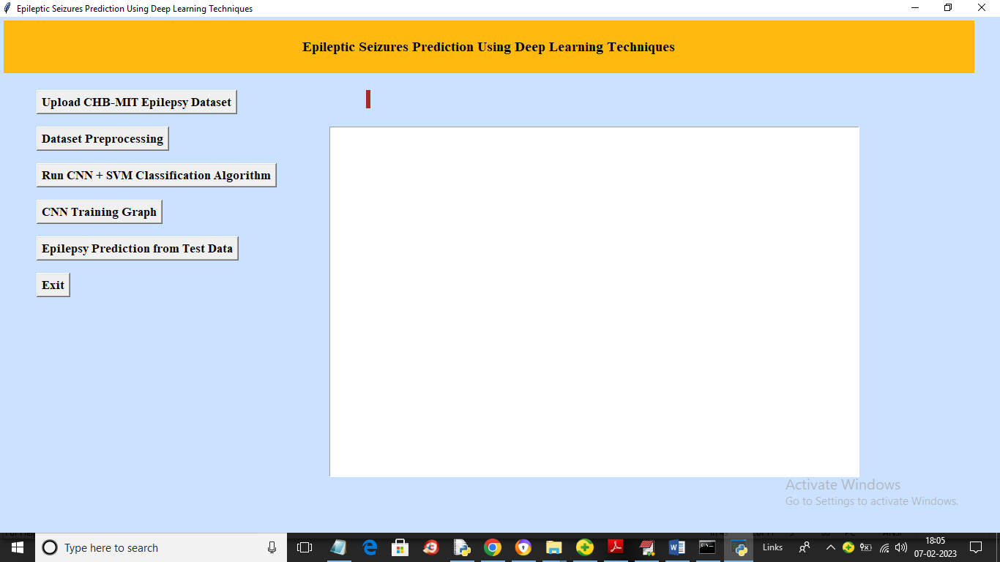 Epileptic Seizures Prediction Using Deep Learning Techniques
Epileptic Seizures Prediction Using Deep Learning Techniques
Upload CHB-MIT Epilepsy Dataset
Dataset Preprocessing
Run CNN + SVM Classification Algorithm
CNN Training Graph
Epilepsy Prediction from Test Data
Exit
Activate Windows
Go to Settings to activate Windows.
Type here to search
Links
18:05
07-02-2023